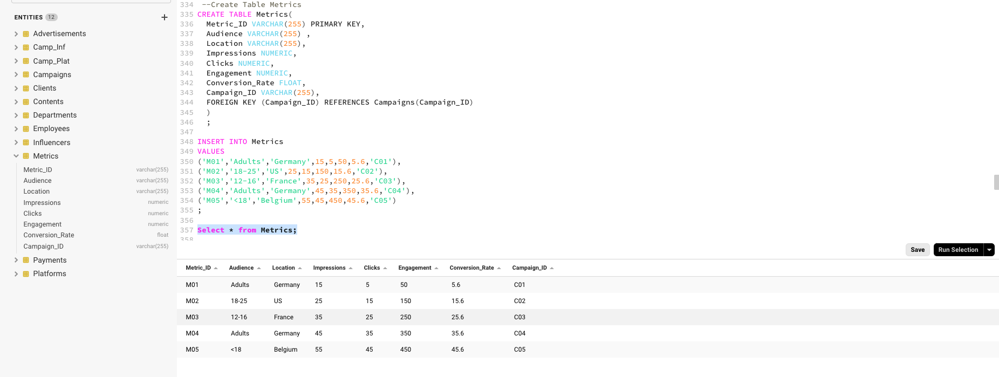 ENTITIES 12 +
Advertisements
Camp_Inf
Camp_Plat
Campaigns
Clients
Contents
Departments
Employees
Influencers
Metrics
Metric_ID varchar(255)
Audience varchar(255)
Location varchar(255)
Impressions numeric
Clicks numeric
Engagement numeric
Conversion_Rate float
Campaign_ID varchar(255)
Payments
Platforms
334 --Create Table Metrics
335 CREATE TABLE Metrics(
336 Metric_ID VARCHAR(255) PRIMARY KEY,
337 Audience VARCHAR(255) ,
338 Location VARCHAR(255),
339 Impressions NUMERIC,
340 Clicks NUMERIC,
341 Engagement NUMERIC,
342 Conversion_Rate FLOAT,
343 Campaign_ID VARCHAR(255),
344 FOREIGN KEY (Campaign_ID) REFERENCES Campaigns(Campaign_ID)
345 )
346 ;
347
348 INSERT INTO Metrics
349 VALUES
350 ('M01','Adults','Germany',15,5,50,5.6,'C01'),
351 ('M02','18-25','US',25,15,150,15.6,'C02'),
352 ('M03','12-16','France',35,25,250,25.6,'C03'),
353 ('M04','Adults','Germany',45,35,350,35.6,'C04'),
354 ('M05','<18','Belgium',55,45,450,45.6,'C05')
355 ;
356
357 Select * from Metrics;
358
Save Run Selection
Metric_ID Audience Location Impressions Clicks Engagement Conversion_Rate Campaign_ID
M01 Adults Germany 15 5 50 5.6 C01
M02 18-25 US 25 15 150 15.6 C02
M03 12-16 France 35 25 250 25.6 C03
M04 Adults Germany 45 35 350 35.6 C04
M05 <18 Belgium 55 45 450 45.6 C05